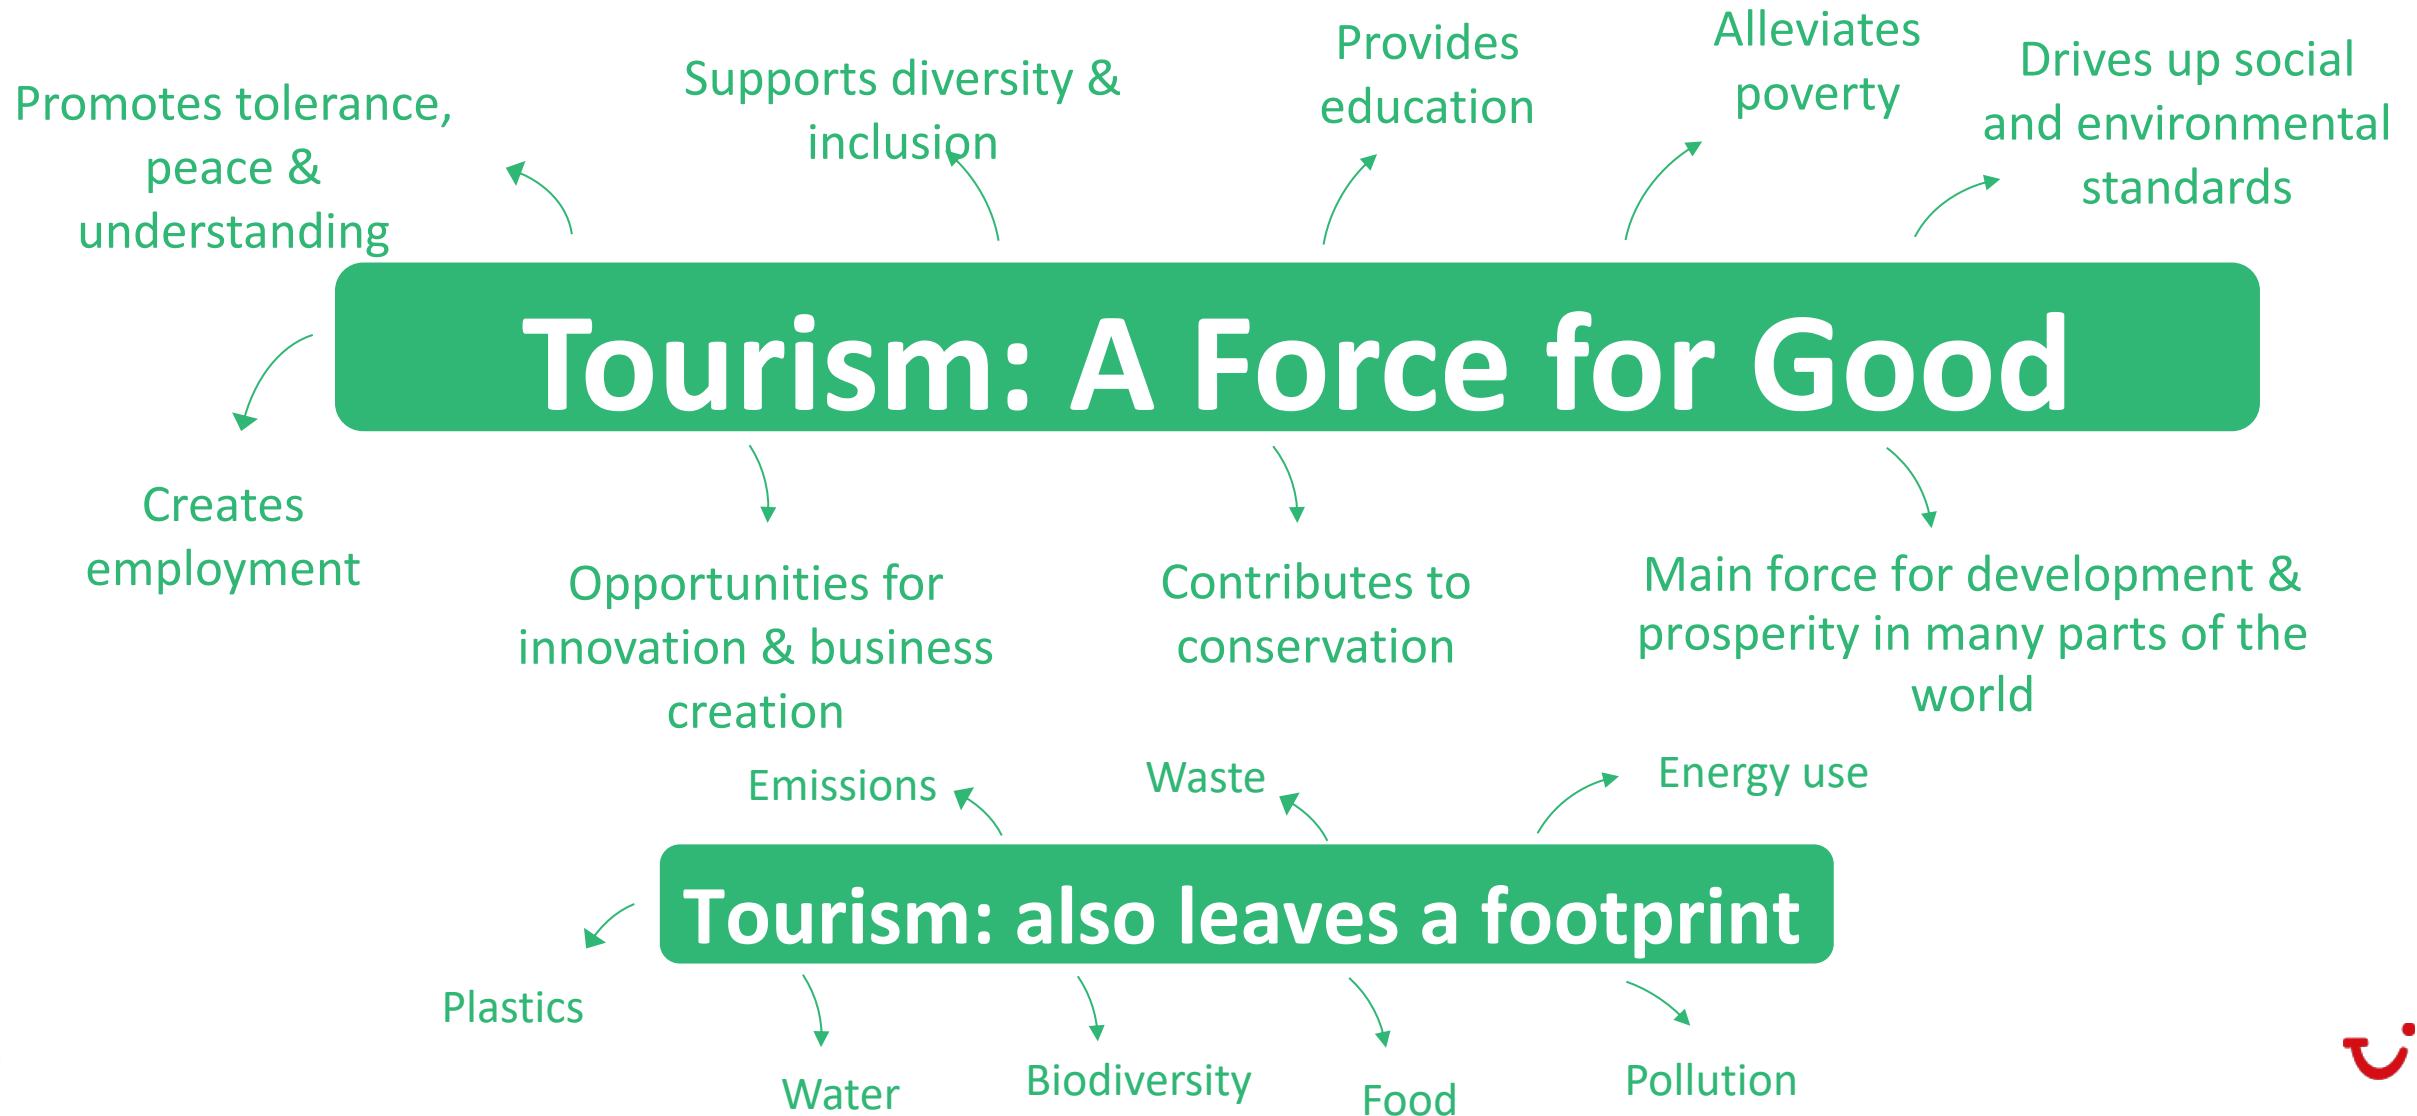 Promotes tolerance,
peace &
understanding
Supports diversity &
inclusion
Provides
education
Alleviates
poverty
Drives up social
and environmental
standards
Tourism: A Force for Good
Creates
employment
Opportunities for
innovation & business
creation
Contributes to
conservation
Main force for development &
prosperity in many parts of the
world
Emissions
Waste
Energy use
Tourism: also leaves a footprint
Plastics
Water
Biodiversity
Food
Pollution